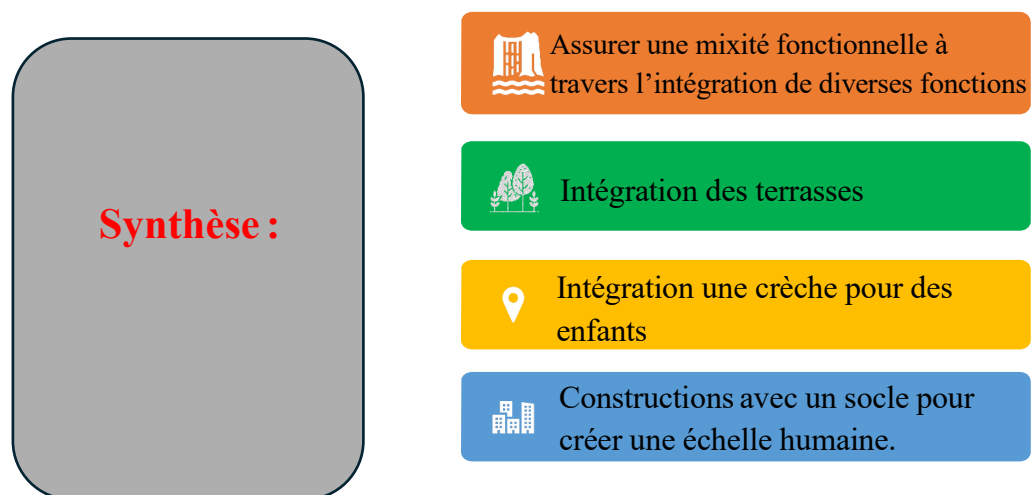 Synthèse :
Assurer une mixité fonctionnelle à
travers l’intégration de diverses fonctions
Intégration des terrasses
Intégration une crèche pour des
enfants
Constructions avec un socle pour
créer une échelle humaine.